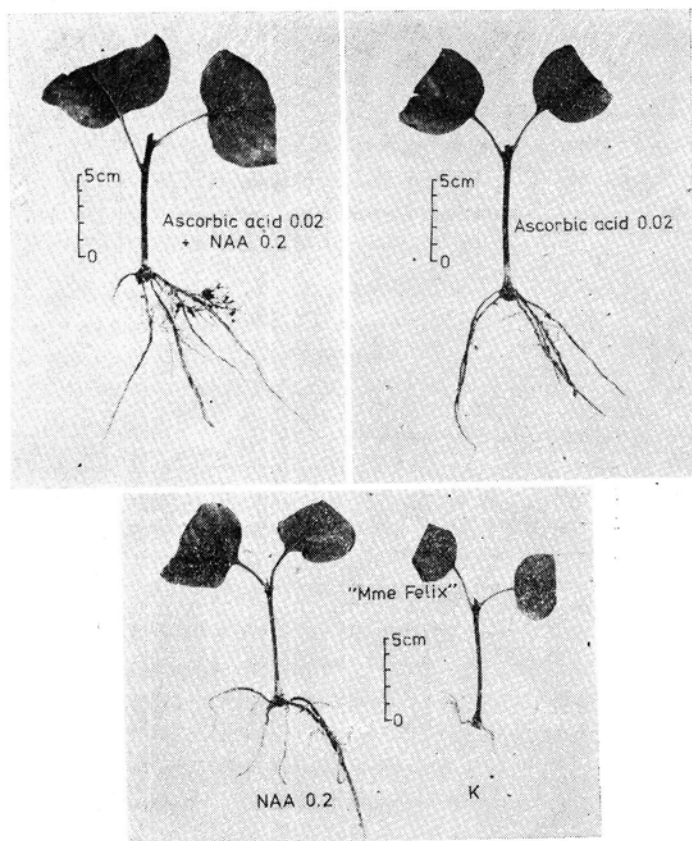 5cm
Ascorbic acid 0.02
+ NAA 0.2
0
5cm
Ascorbic acid 0.02
0
"Mme Felix"
5cm
0
NAA 0.2
K